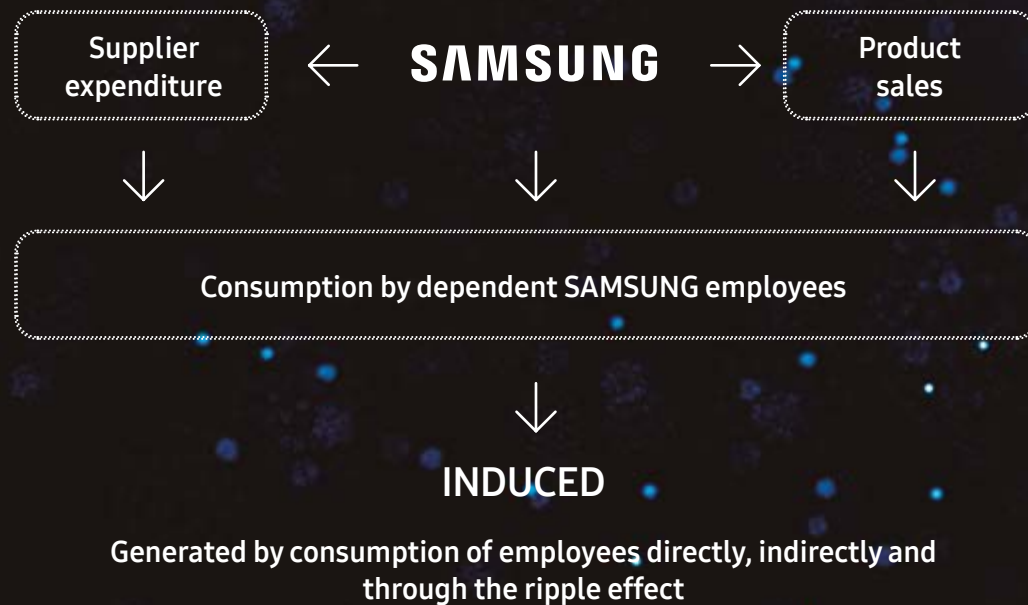 Supplier
expenditure
SAMSUNG
Product
sales
Consumption by dependent SAMSUNG employees
INDUCED
Generated by consumption of employees directly, indirectly and
through the ripple effect